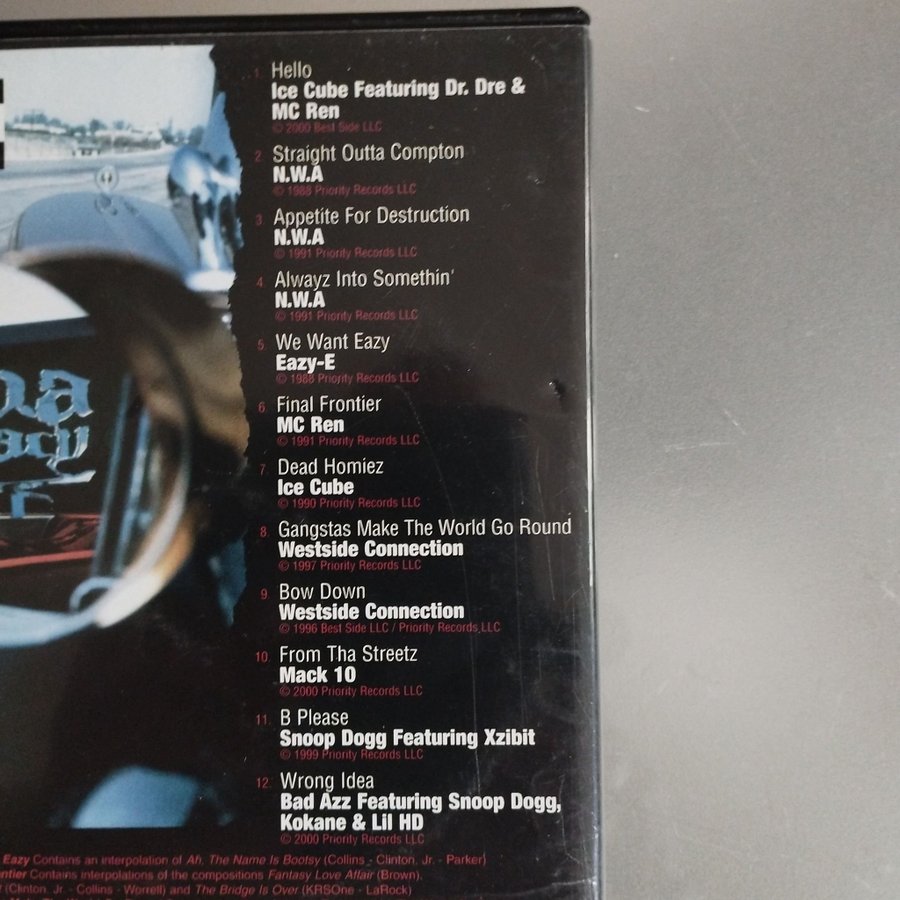 1. Hello
Ice Cube Featuring Dr. Dre &
MC Ren
© 2000 Best Side LLC
2. Straight Outta Compton
N.W.A
© 1988 Priority Records LLC
3. Appetite For Destruction
N.W.A
© 1991 Priority Records LLC
4. Alwayz Into Somethin'
N.W.A
© 1991 Priority Records LLC
5. We Want Eazy
Eazy-E
© 1988 Priority Records LLC
6. Final Frontier
MC Ren
© 1991 Priority Records LLC
7. Dead Homiez
Ice Cube
© 1990 Priority Records LLC
8. Gangstas Make The World Go Round
Westside Connection
© 1997 Priority Records LLC
9. Bow Down
Westside Connection
© 1996 Best Side LLC / Priority Records, LLC
10. From Tha Streetz
Mack 10
© 2000 Priority Records LLC
11. B Please
Snoop Dogg Featuring Xzibit
© 1999 Priority Records LLC
12. Wrong Idea
Bad Azz Featuring Snoop Dogg,
Kokane & Lil HD
© 2000 Priority Records LLC
Eazy Contains an interpolation of Ah, The Name Is Bootsy (Collins - Clinton, Jr. - Parker)
ntier Contains interpolations of the compositions Fantasy Love Affair (Brown).
(Clinton, Jr. - Collins - Worrell) and The Bridge Is Over (KRSOne - LaRock)